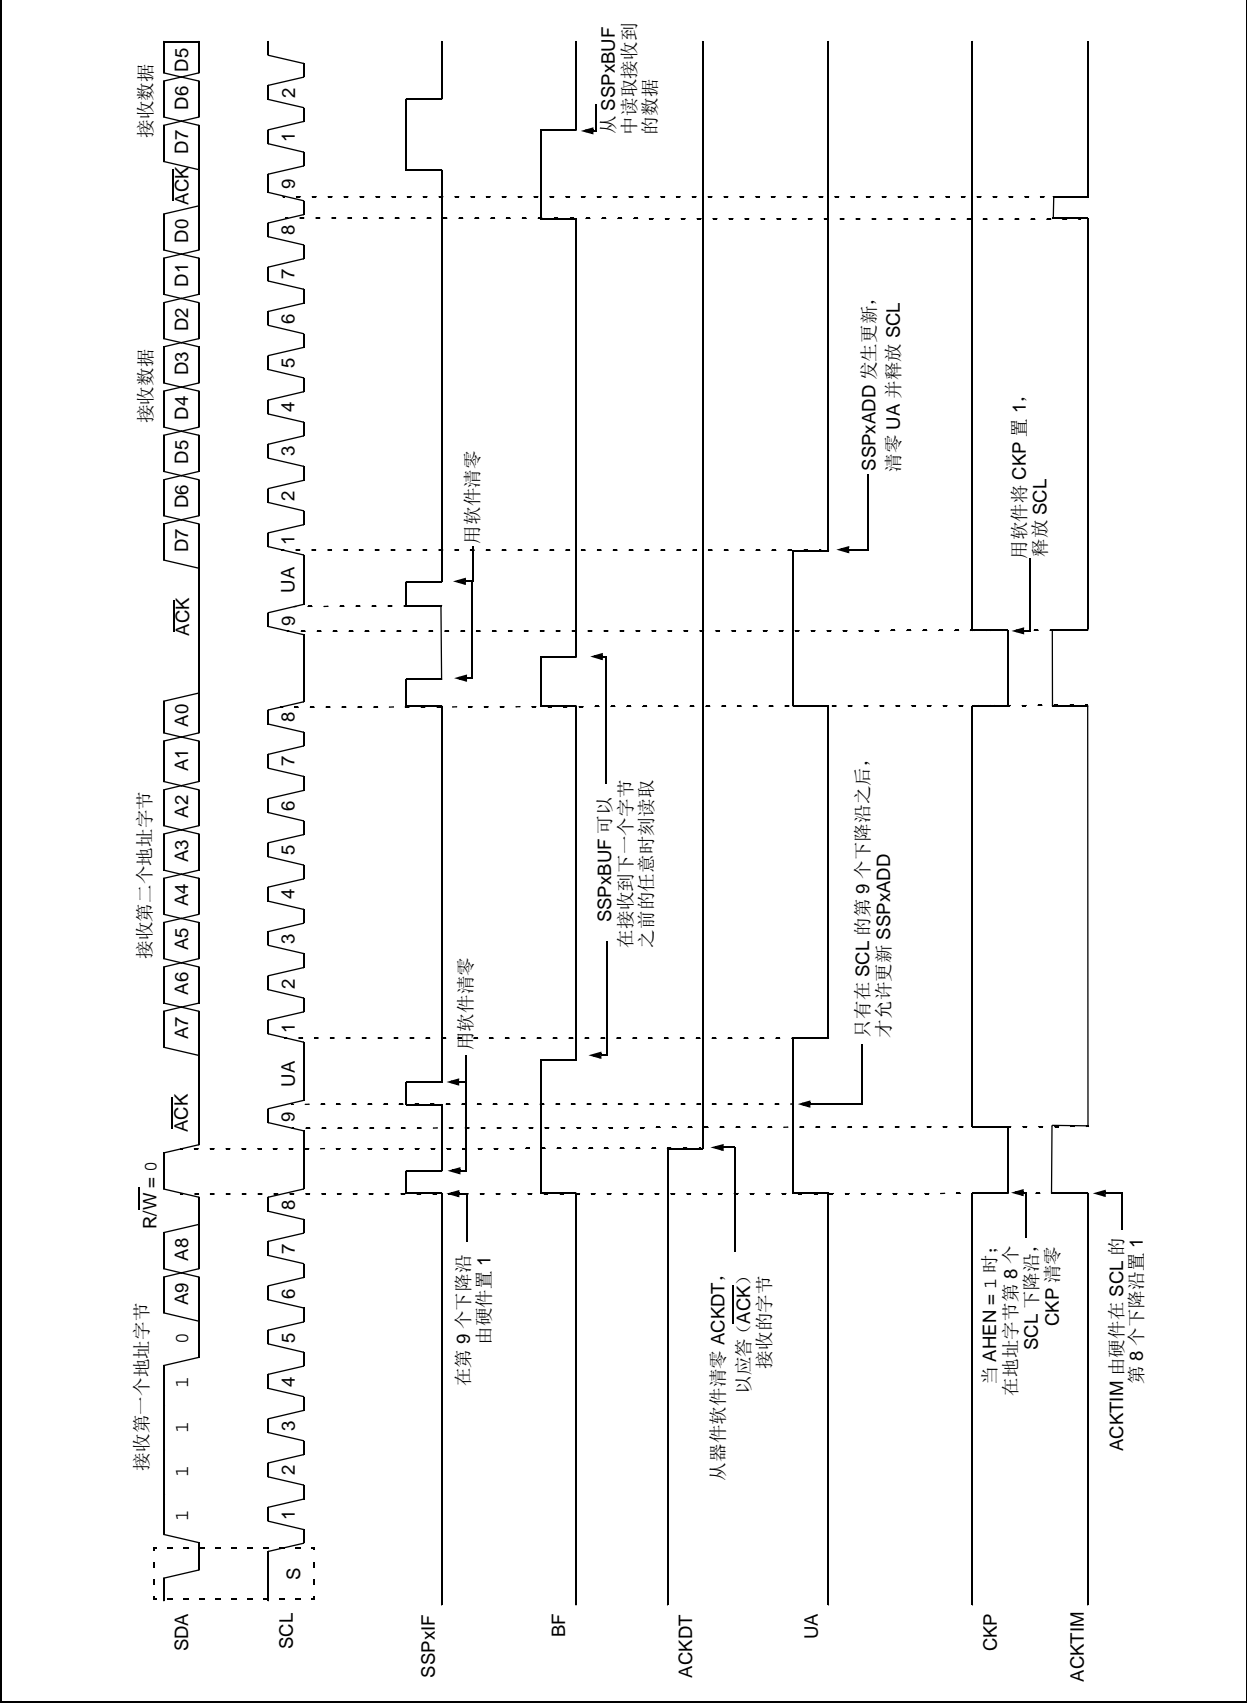 接收第一个地址字节
R/W = 0
接收第二个地址字节
接收数据
接收数据
SDA
1 1 1 1 0 A9 A8
ACK
A7 A6 A5 A4 A3 A2 A1 A0
ACK
D7 D6 D5 D4 D3 D2 D1 D0
ACK
D7 D6 D5
SCL
S
1 2 3 4 5 6 7 8 9 UA
1 2 3 4 5 6 7 8 9 UA
1 2 3 4 5 6 7 8 9
1 2
SSPxIF
在第 9 个下降沿
由硬件置 1
用软件清零
用软件清零
BF
SSPxBUF 可以
在接收到下一个字节
之前的任意时刻读取
从 SSPxBUF
中读取接收到
的数据
ACKDT
从器件软件清零 ACKDT,
以应答（ACK）
接收的字节
UA
只有在 SCL 的第 9 个下降沿之后,
才允许更新 SSPxADD
SSPxADD 发生更新,
清零 UA 并释放 SCL
CKP
当 AHEN = 1 时;
在地址字节第 8 个
SCL 下降沿,
CKP 清零
用软件将 CKP 置 1,
释放 SCL
ACKTIM
ACKTIM 由硬件在 SCL 的
第 8 个下降沿置 1